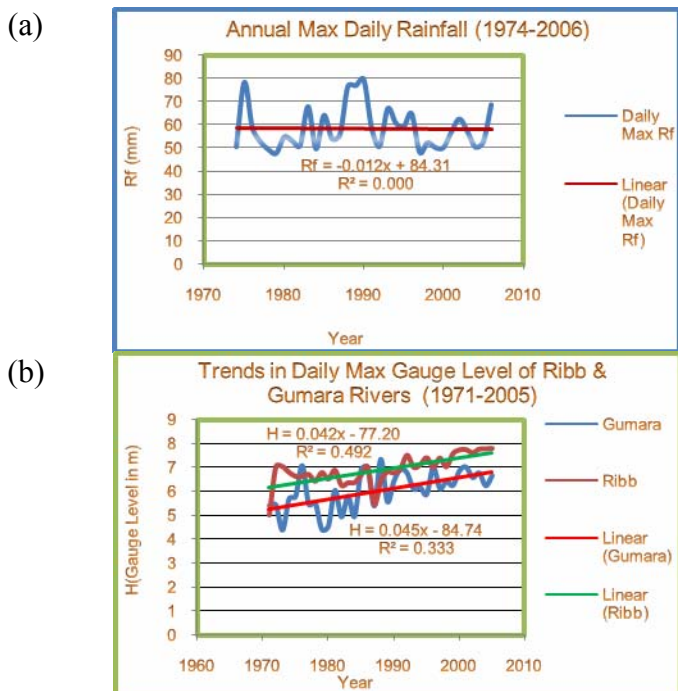 (a)
Annual Max Daily Rainfall (1974-2006)
90
80
70
60
50
40
30
20
10
0
Rf (mm)
Rf = -0.012x + 84.31
R² = 0.000
1970
1980
1990
2000
2010
Year
Daily
Max Rf
Linear
(Daily
Max
Rf)
(b)
Trends in Daily Max Gauge Level of Ribb &
Gumara Rivers (1971-2005)
9
8
7
6
5
4
3
2
1
0
H(Gauge Level in m)
H = 0.042x - 77.20
R² = 0.492
H = 0.045x - 84.74
R² = 0.333
1960
1970
1980
1990
2000
2010
Year
Gumara
Ribb
Linear
(Gumara)
Linear
(Ribb)